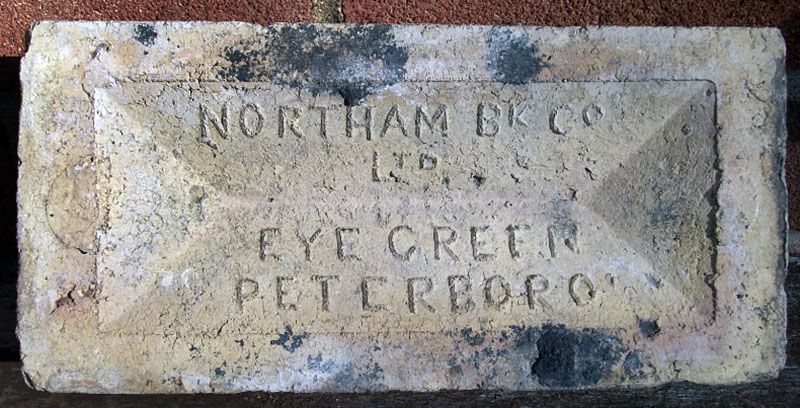 NORTHAM BK CO
LTD.
EYE GREEN
PETERBORO'